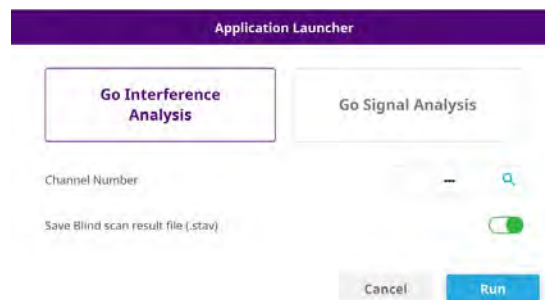 Application Launcher
Go Interference
Analysis
Go Signal Analysis
Channel Number
---
Save Blind scan result file (.stav)
Cancel
Run